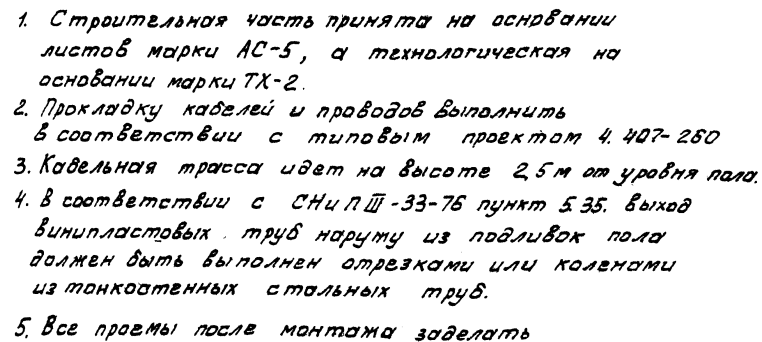 1. Строительная часть принята на основании
листов марки АС-5, а технологическая на
основании марки ТХ-2.
2. Прокладку кабелей и проводов выполнить
в соответствии с типовым проектом 4.407-260
3. Кабельная трасса идет на высоте 2,5 м от уровня пола.
4. В соответствии с СНиП III-33-76 пункт 5.35. выход
винипластовых труб наружу из подливок пола
должен быть выполнен отрезками или коленами
из тонкостенных стальных труб.
5. Все проемы после монтажа заделать